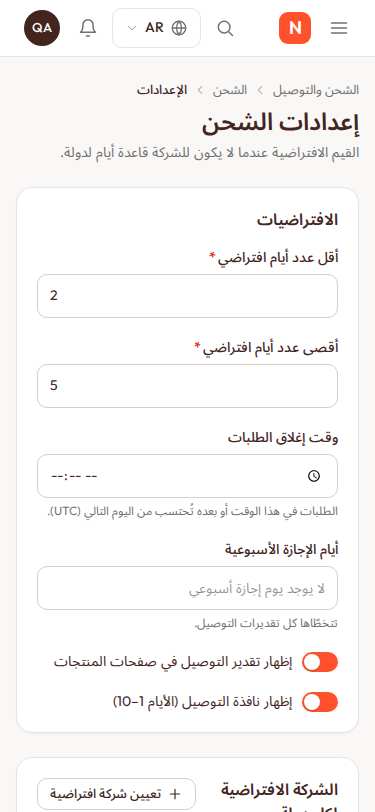 QA
AR
N
الشحن والتوصيل
الشحن
الإعدادات
إعدادات الشحن
القيم الافتراضية عندما لا يكون للشركة قاعدة أيام لدولة.
الافتراضيات
أقل عدد أيام افتراضي *
2
أقصى عدد أيام افتراضي *
5
وقت إغلاق الطلبات
--:-- --
الطلبات في هذا الوقت أو بعده تُحتسب من اليوم التالي (UTC).
أيام الإجازة الأسبوعية
لا يوجد يوم إجازة أسبوعي
تتخطّاها كل تقديرات التوصيل.
إظهار تقدير التوصيل في صفحات المنتجات
إظهار نافذة التوصيل (الأيام 1–10)
الشركة الافتراضية
تعيين شركة افتراضية